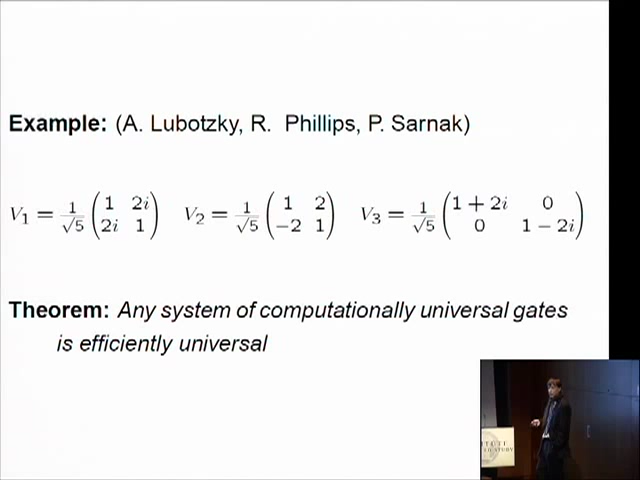 Example: (A. Lubotzky, R. Phillips, P. Sarnak)
V₁ = 1/√5 (1 2i; 2i 1) V₂ = 1/√5 (1 2; −2 1) V₃ = 1/√5 (1 + 2i 0; 0 1 − 2i)
Theorem: Any system of computationally universal gates
is efficiently universal